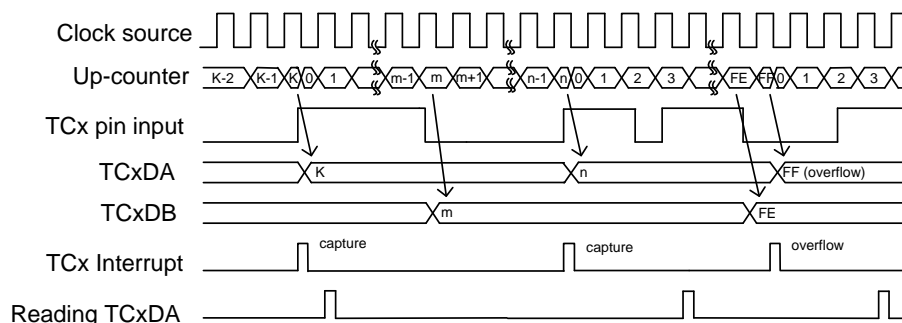 Clock source
Up-counter K-2 K-1 K 0 1 m-1 m m+1 n-1 n 0 1 2 3 FE FF 0 1 2 3
TCx pin input
TCxDA K n FF (overflow)
TCxDB m FE
TCx Interrupt capture capture overflow
Reading TCxDA